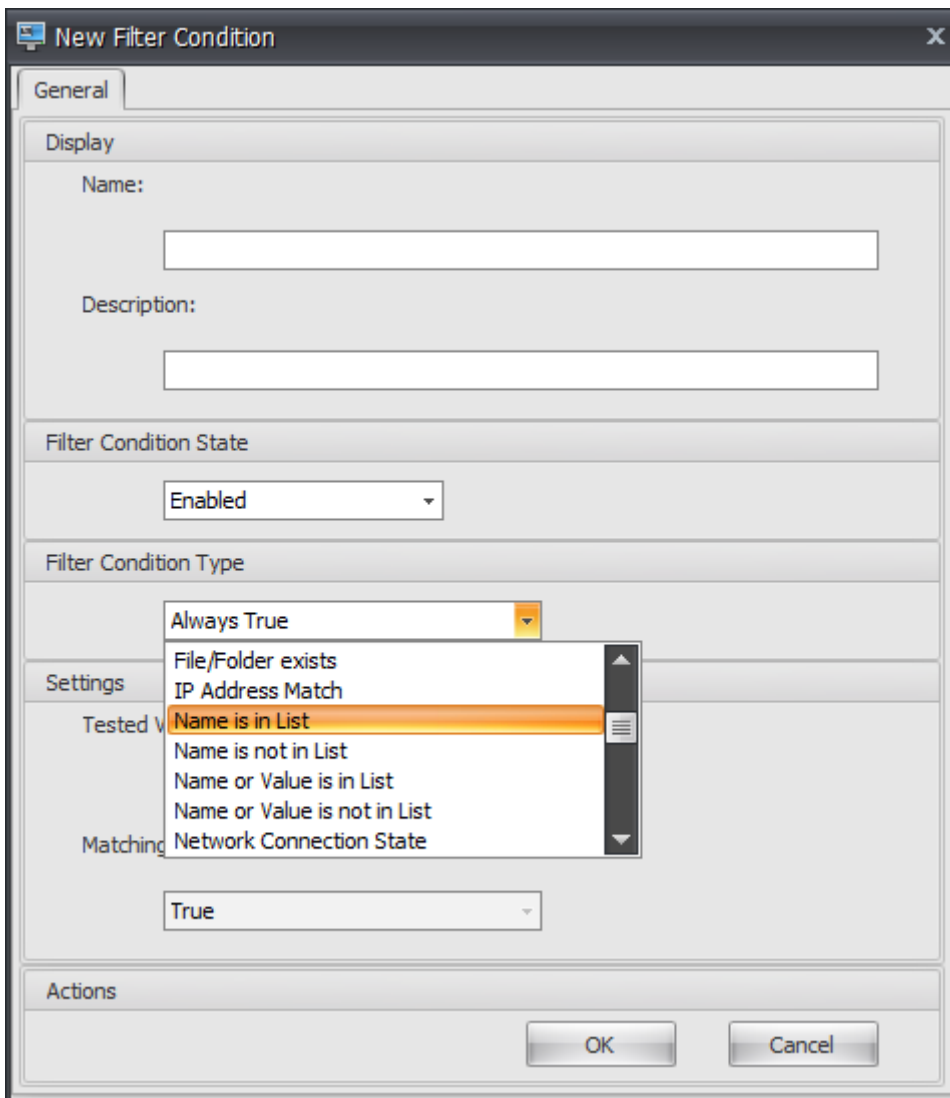 New Filter Condition
General
Display
Name:
Description:
Filter Condition State
Enabled
Filter Condition Type
Always True
File/Folder exists
IP Address Match
Name is in List
Name is not in List
Name or Value is in List
Name or Value is not in List
Network Connection State
Settings
Tested
Matching
True
Actions
OK
Cancel